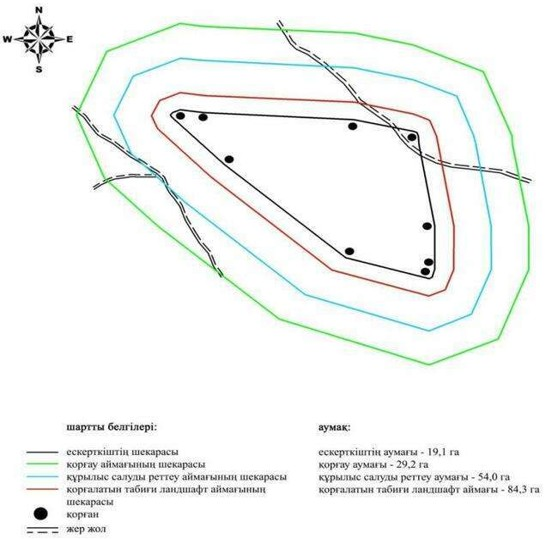 N
W E
S
шартты белгілері:
ескерткіштің шекарасы
қорғау аймағының шекарасы
құрылыс салуды реттеу аймағының шекарасы
қорғалатын табиғи ландшафт аймағының
шекарасы
қорған
жер жол
аумақ:
ескерткіштің аумағы - 19,1 га
қорғау аумағы - 29,2 га
құрылыс салуды реттеу аумағы - 54,0 га
қорғалатын табиғи ландшафт аймағы - 84,3 га